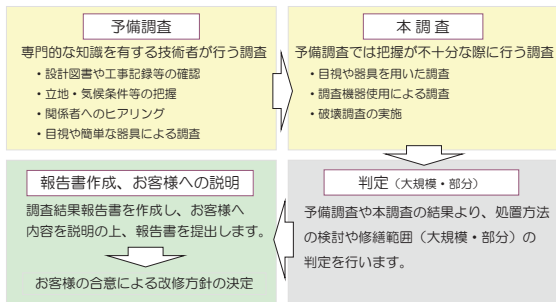 予備調査
専門的な知識を有する技術者が行う調査
・設計図書や工事記録等の確認
・立地・気候条件等の把握
・関係者へのヒアリング
・目視や簡単な器具による調査
本調査
予備調査では把握が不十分な際に行う調査
・目視や器具を用いた調査
・調査機器使用による調査
・破壊調査の実施
判定（大規模・部分）
予備調査や本調査の結果より、処置方法
の検討や修繕範囲（大規模・部分）の
判定を行います。
報告書作成、お客様への説明
調査結果報告書を作成し、お客様へ
内容を説明の上、報告書を提出します。
お客様の合意による改修方針の決定